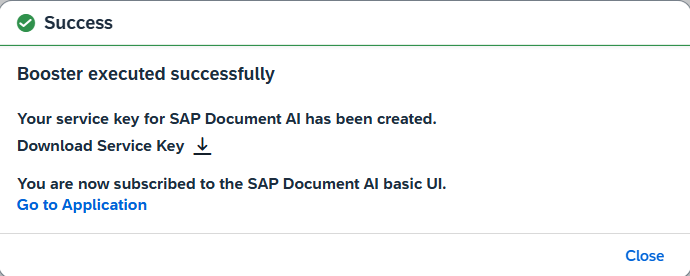 Success
Booster executed successfully
Your service key for SAP Document AI has been created.
Download Service Key
You are now subscribed to the SAP Document AI basic UI.
Go to Application
Close